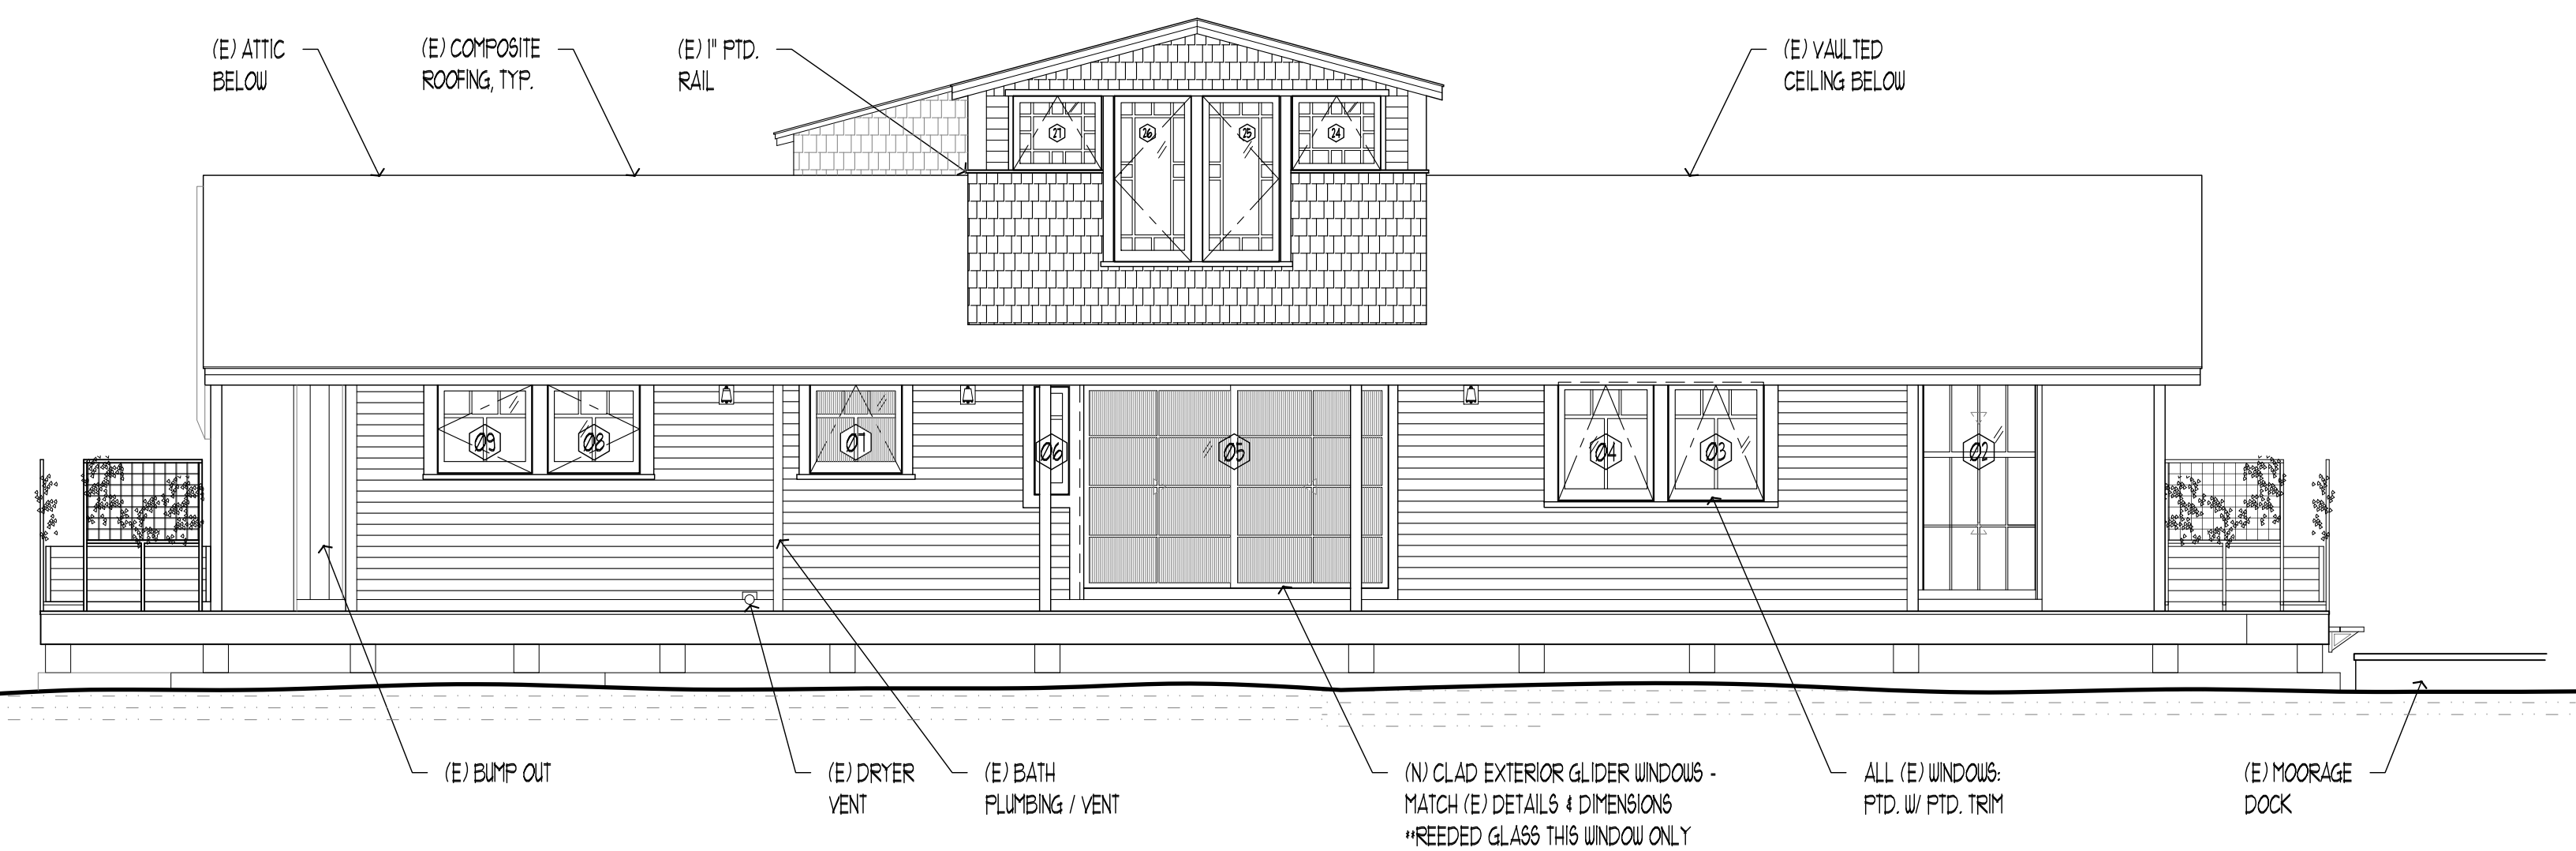 (E) ATTIC
BELOW
(E) COMPOSITE
ROOFING, TYP.
(E) 1" PTD.
RAIL
(E) VAULTED
CEILING BELOW
27
26
25
24
09
08
07
06
05
04
03
02
(E) BUMP OUT
(E) DRYER
VENT
(E) BATH
PLUMBING / VENT
(N) CLAD EXTERIOR GLIDER WINDOWS -
MATCH (E) DETAILS & DIMENSIONS
**REEDED GLASS THIS WINDOW ONLY
ALL (E) WINDOWS:
PTD. W/ PTD. TRIM
(E) MOORAGE
DOCK